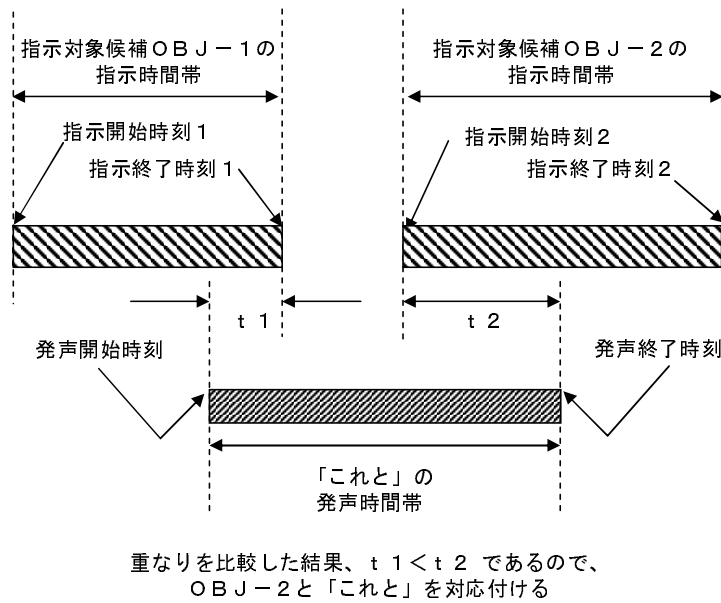 指示対象候補OBJ-1の
指示時間帯
指示対象候補OBJ-2の
指示時間帯
指示開始時刻1
指示終了時刻1
指示開始時刻2
指示終了時刻2
t1
t2
発声開始時刻
発声終了時刻
「これと」の
発声時間帯
重なりを比較した結果、t1<t2 であるので、
OBJ-2と「これと」を対応付ける